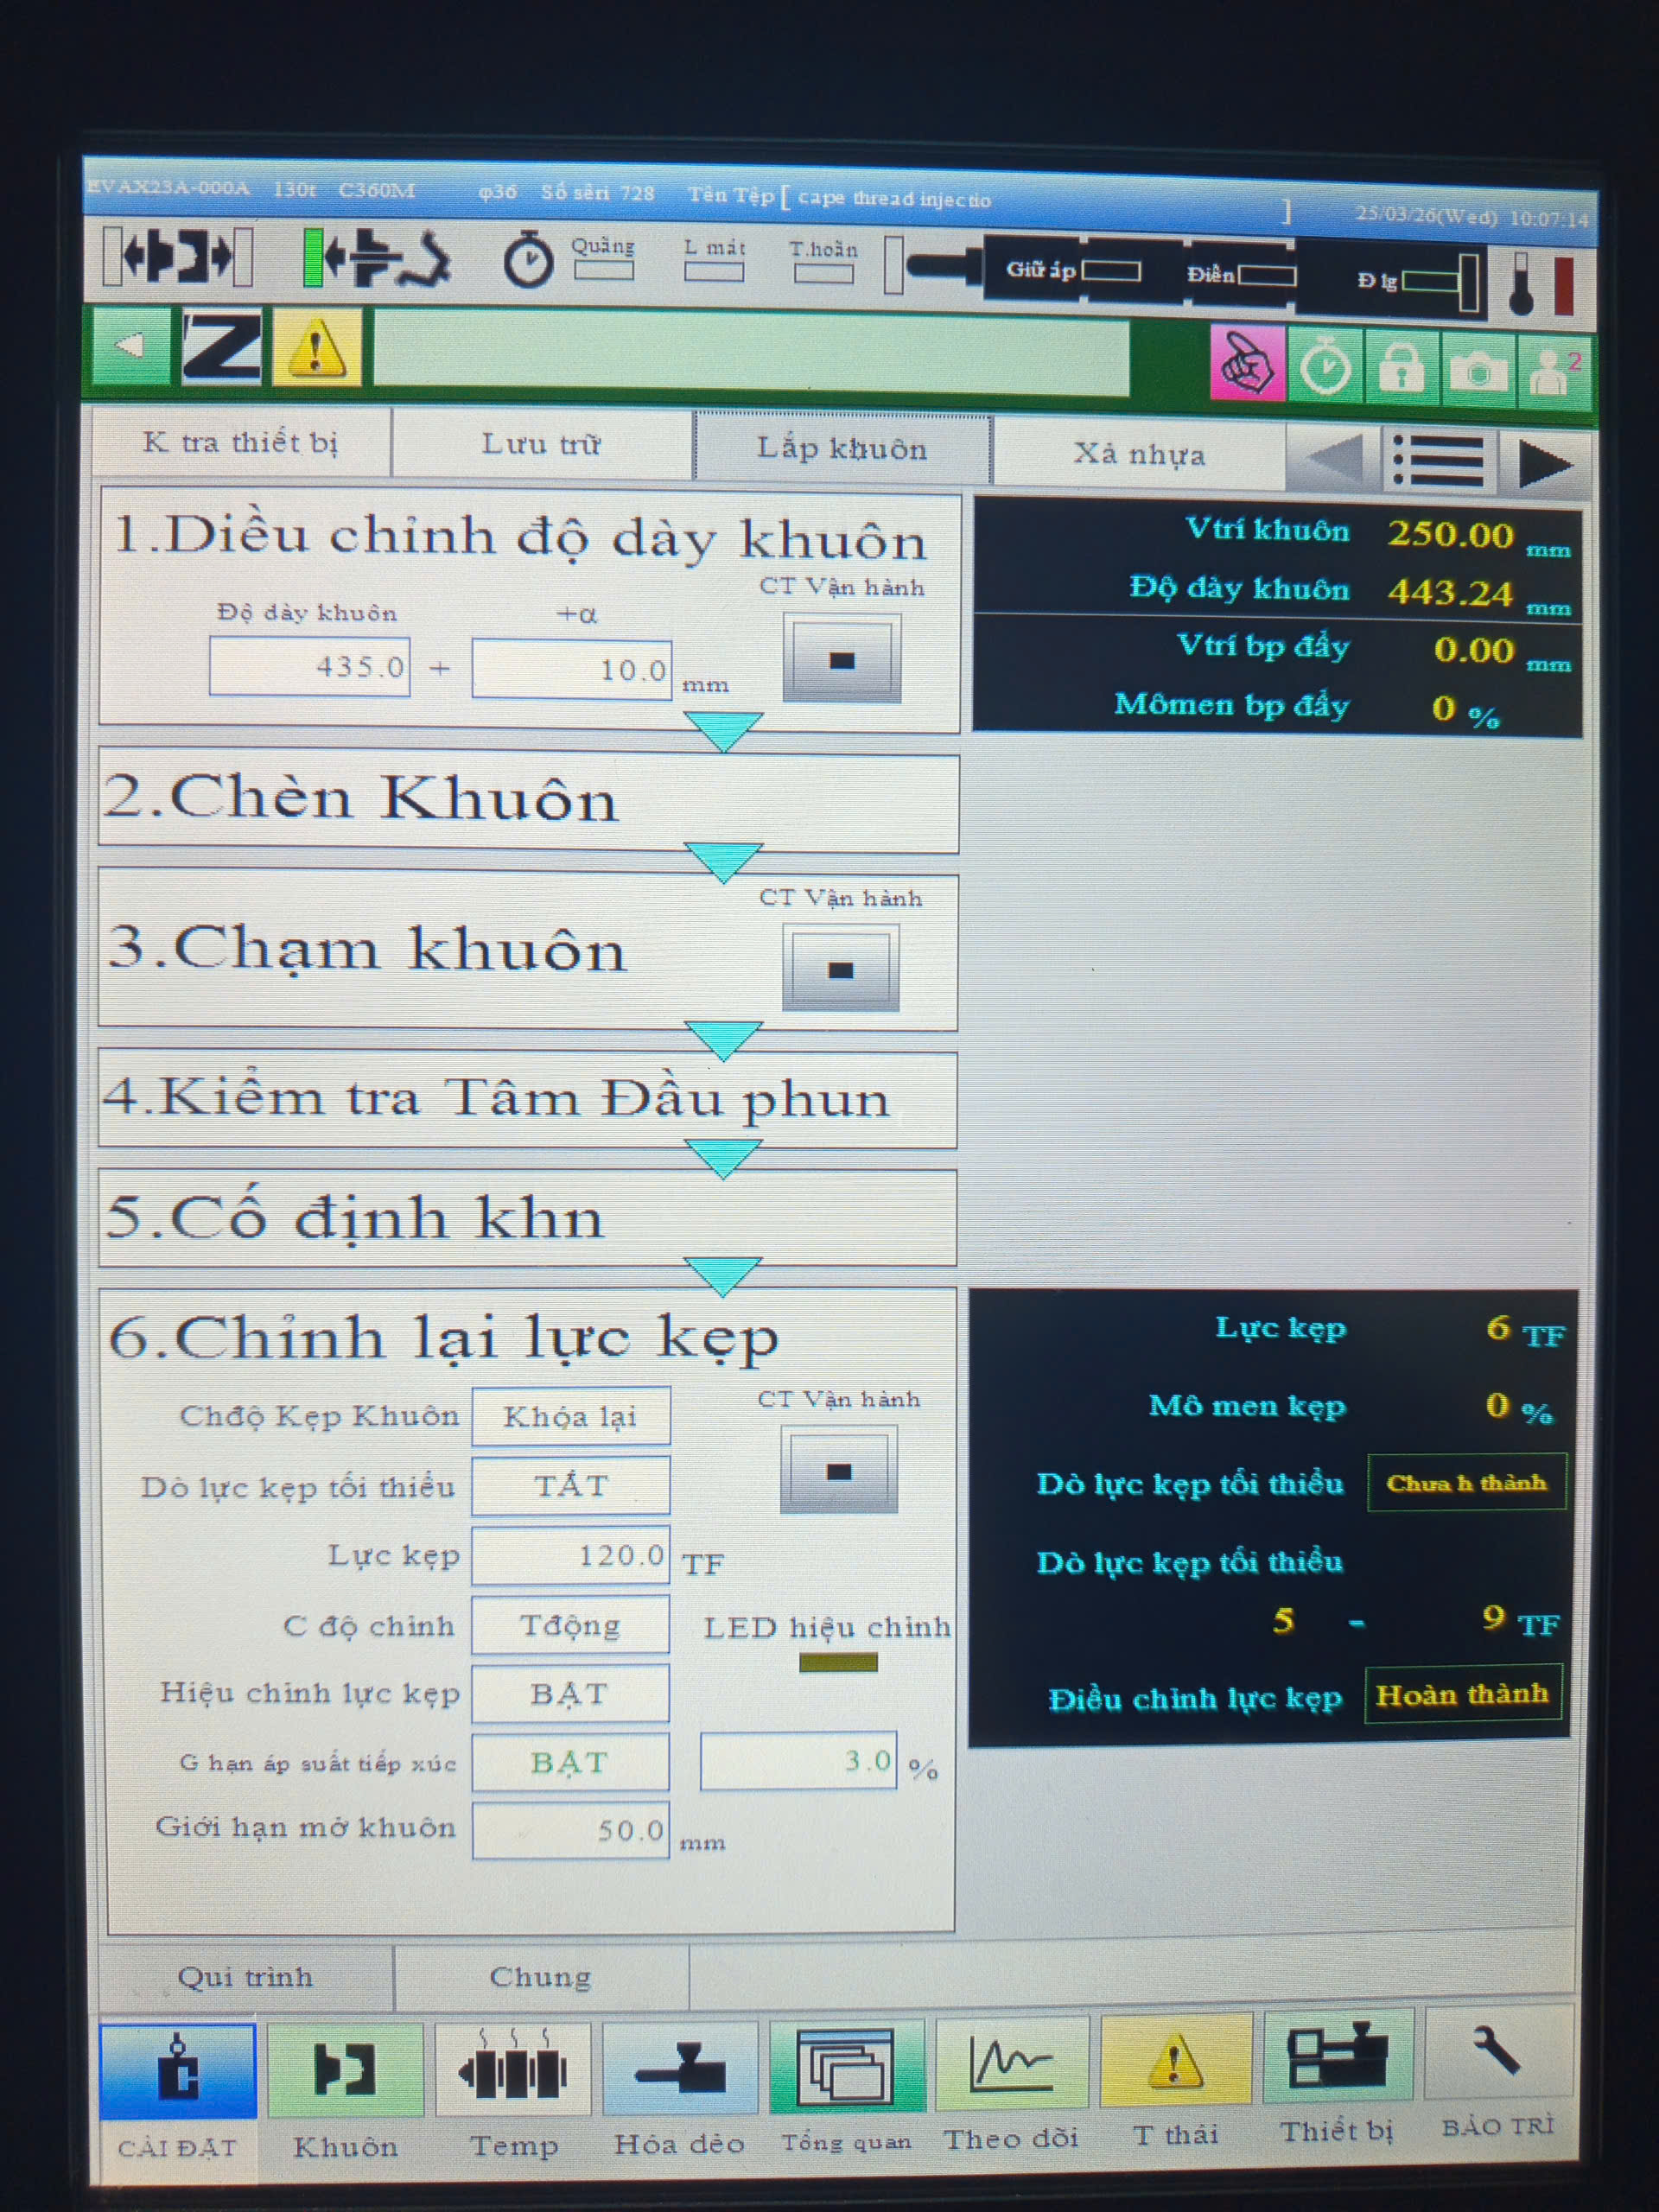 EVAX23A-000A 130t C360M φ36 Số sêri 728 Tên Tệp [ cape thread injectio ] 25/03/26(Wed) 10:07:14
Quãng L mát T.hoãn Giữ áp Điền Đ lg
2
K tra thiết bị Lưu trữ Lắp khuôn Xả nhựa
1.Diều chỉnh độ dày khuôn
CT Vận hành
Độ dày khuôn +α
435.0 + 10.0 mm
Vtrí khuôn 250.00 mm
Độ dày khuôn 443.24 mm
Vtrí bp đẩy 0.00 mm
Mômen bp đẩy 0 %
2.Chèn Khuôn
CT Vận hành
3.Chạm khuôn
4.Kiểm tra Tâm Đầu phun
5.Cố định khn
6.Chỉnh lại lực kẹp
CT Vận hành
Chđộ Kẹp Khuôn Khóa lại
Dò lực kẹp tối thiểu TẮT
Lực kẹp 120.0 TF
C độ chỉnh Tđộng LED hiệu chỉnh
Hiệu chỉnh lực kẹp BẬT
G hạn áp suất tiếp xúc BẬT 3.0 %
Giới hạn mở khuôn 50.0 mm
Lực kẹp 6 TF
Mô men kẹp 0 %
Dò lực kẹp tối thiểu Chưa h thành
Dò lực kẹp tối thiểu
5 - 9 TF
Điều chỉnh lực kẹp Hoàn thành
Qui trình Chung
CÀI ĐẶT Khuôn Temp Hóa dẻo Tổng quan Theo dõi T thái Thiết bị BẢO TRÌ